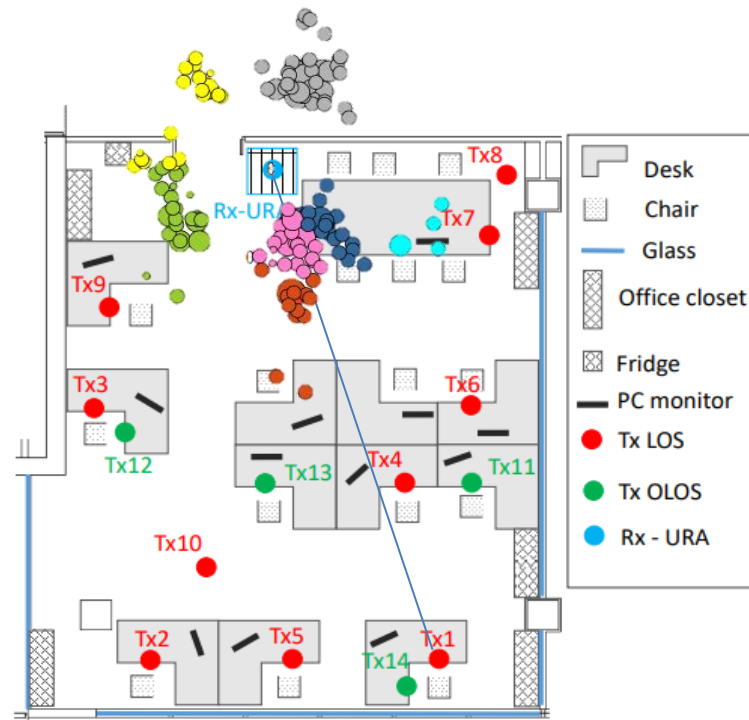 Tx8
Rx-URA
Tx7
Tx9
Tx3
Tx6
Tx12
Tx13
Tx4
Tx11
Tx10
Tx2
Tx5
Tx1
Tx14
Desk
Chair
Glass
Office closet
Fridge
PC monitor
Tx LOS
Tx OLOS
Rx - URA